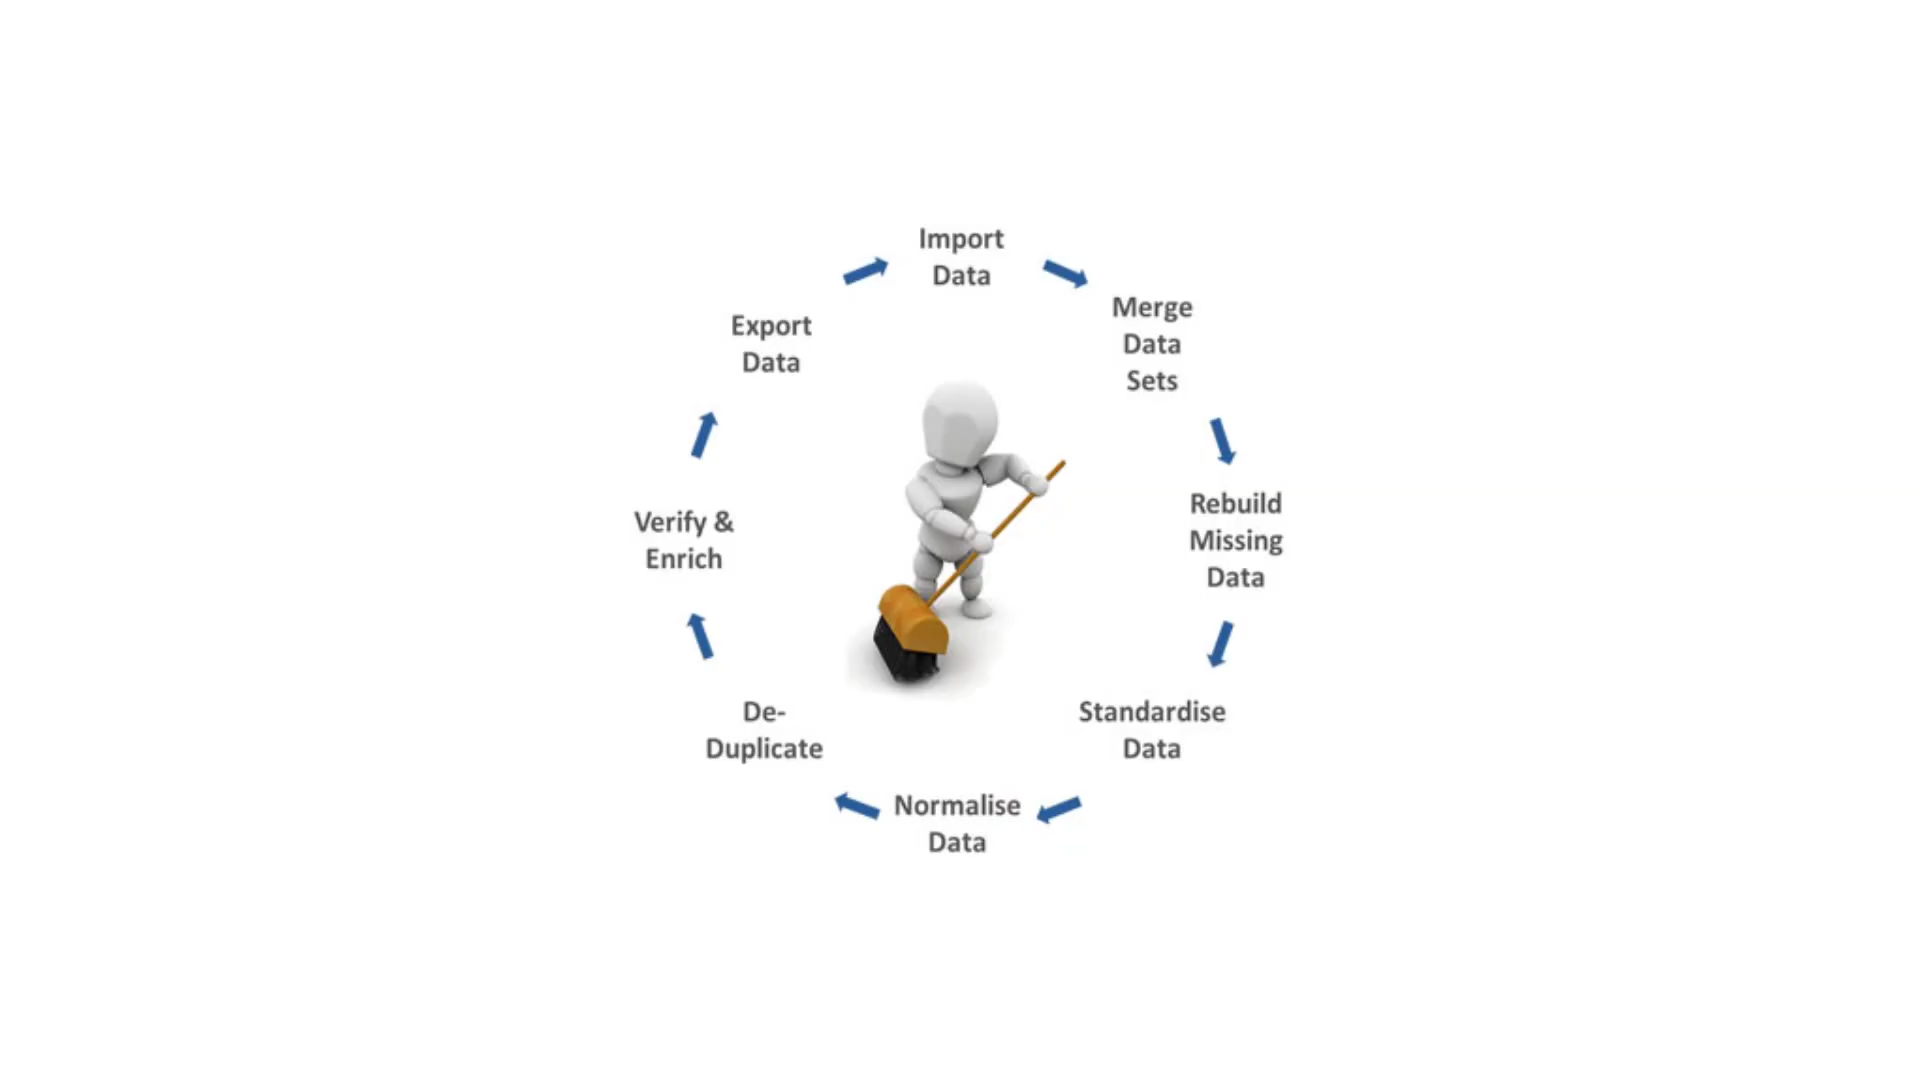 Import
Data
Merge
Data
Sets
Rebuild
Missing
Data
Standardise
Data
Normalise
Data
De-
Duplicate
Verify &
Enrich
Export
Data